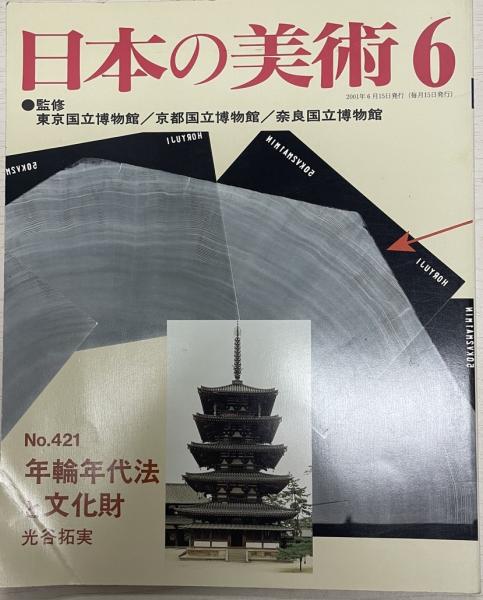 日本の美術 6
2001年6月15日発行(毎月15日発行)
●監修
東京国立博物館/京都国立博物館/奈良国立博物館
HORYUJI
SOKYZMIMIM
HORYUJI
No.421
年輪年代法
と文化財
光谷拓実